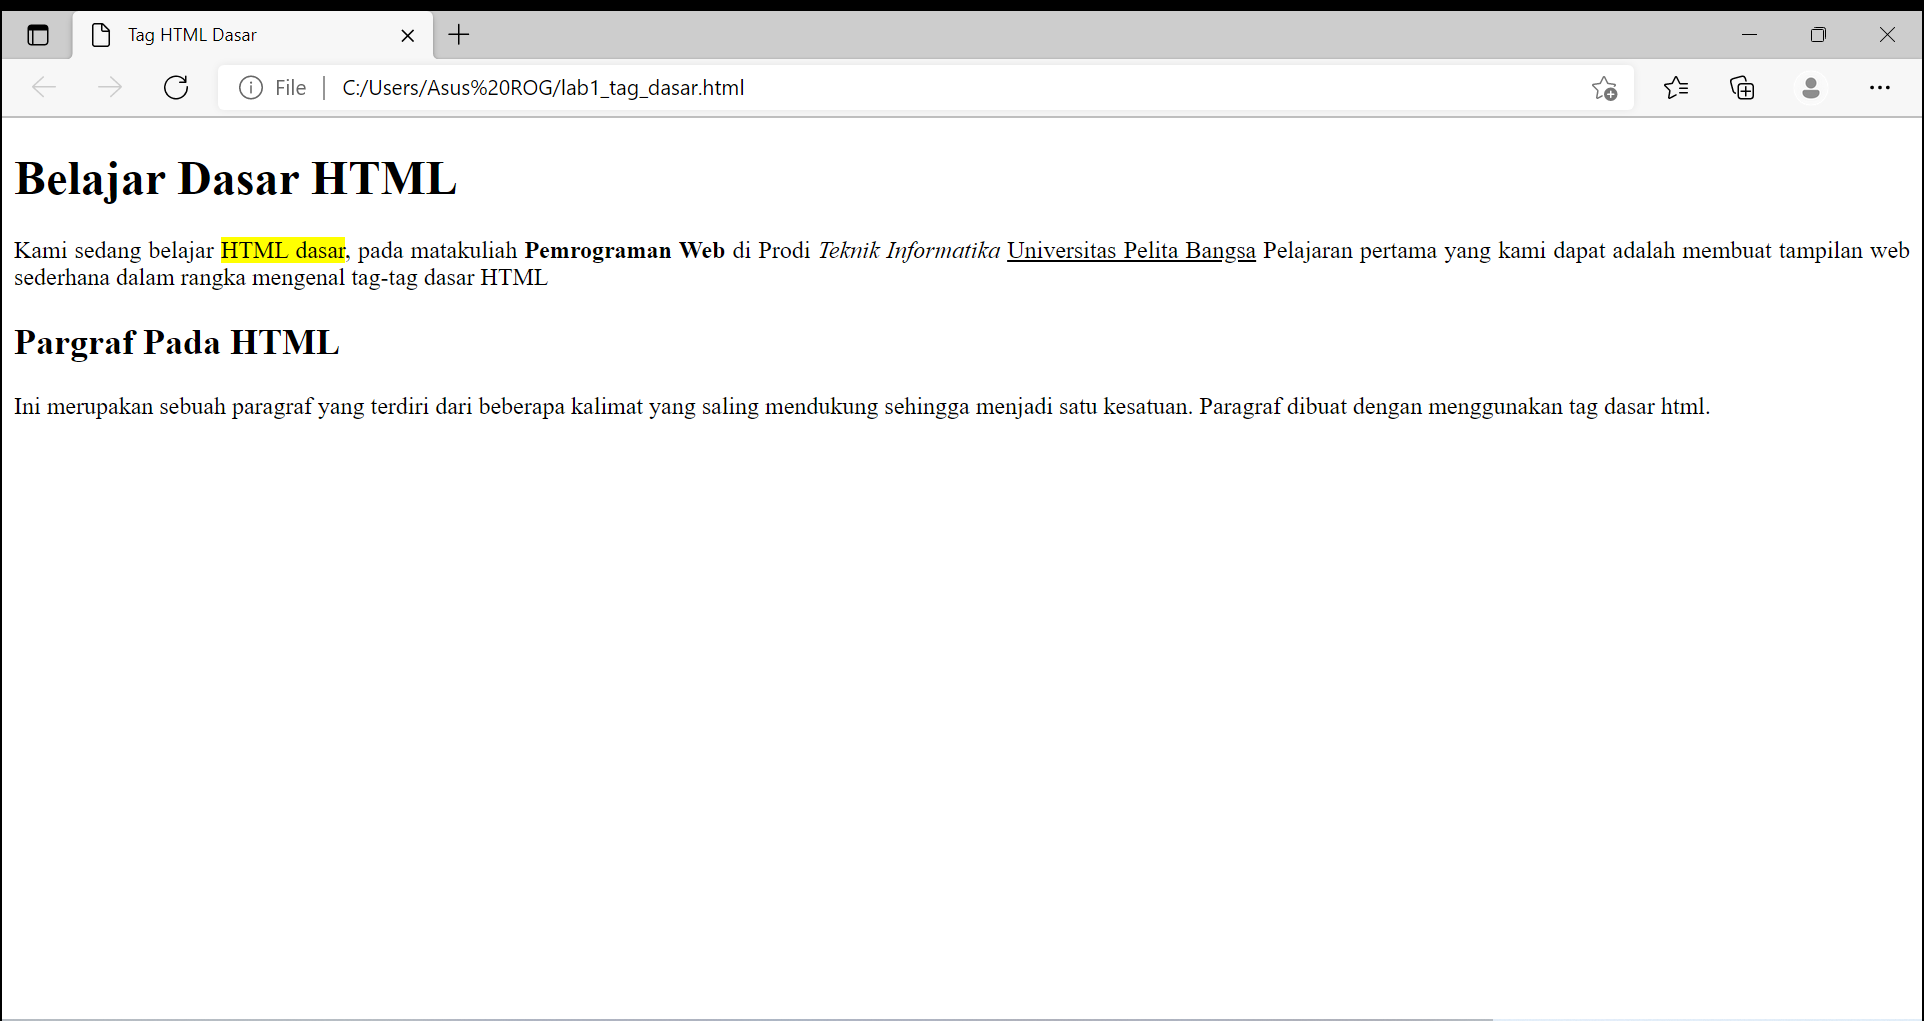 Tag HTML Dasar
File
C:/Users/Asus%20ROG/lab1_tag_dasar.html
Belajar Dasar HTML
Kami sedang belajar HTML dasar, pada matakuliah Pemrograman Web di Prodi Teknik Informatika Universitas Pelita Bangsa Pelajaran pertama yang kami dapat adalah membuat tampilan web
sederhana dalam rangka mengenal tag-tag dasar HTML
Pargraf Pada HTML
Ini merupakan sebuah paragraf yang terdiri dari beberapa kalimat yang saling mendukung sehingga menjadi satu kesatuan. Paragraf dibuat dengan menggunakan tag dasar html.